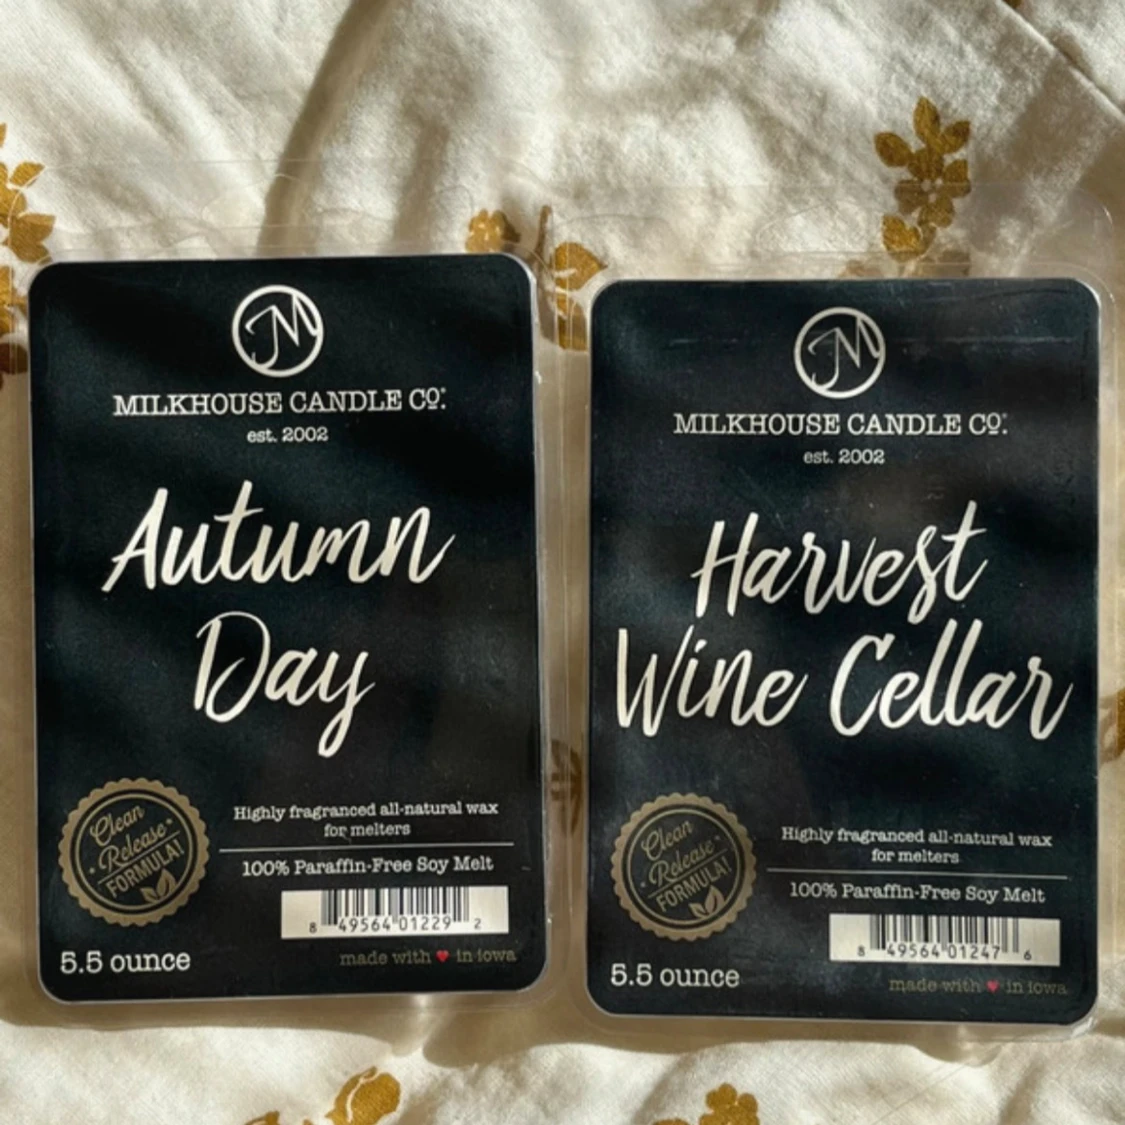 JM
MILKHOUSE CANDLE CO.
est. 2002
Autumn
Day
Clean
Release
FORMULA!
Highly fragranced all-natural wax
for melters
100% Paraffin-Free Soy Melt
8 49564 01229 2
5.5 ounce
made with ♥ in iowa
JM
MILKHOUSE CANDLE CO.
est. 2002
Harvest
Wine Cellar
Clean
Release
FORMULA!
Highly fragranced all-natural wax
for melters
100% Paraffin-Free Soy Melt
8 49564 01247 6
5.5 ounce
made with ♥ in iowa